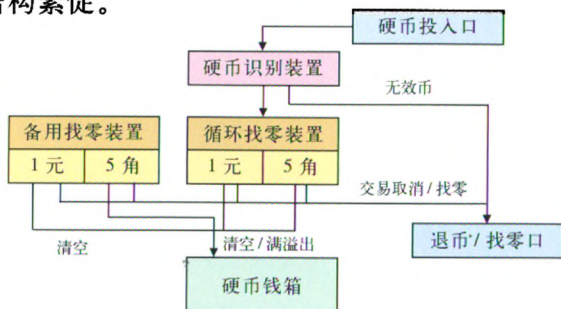 结构紧促。
硬币投入口
硬币识别装置
无效币
备用找零装置
循环找零装置
1元 5角
1元 5角
交易取消/找零
清空
清空/满溢出
退币/找零口
硬币钱箱